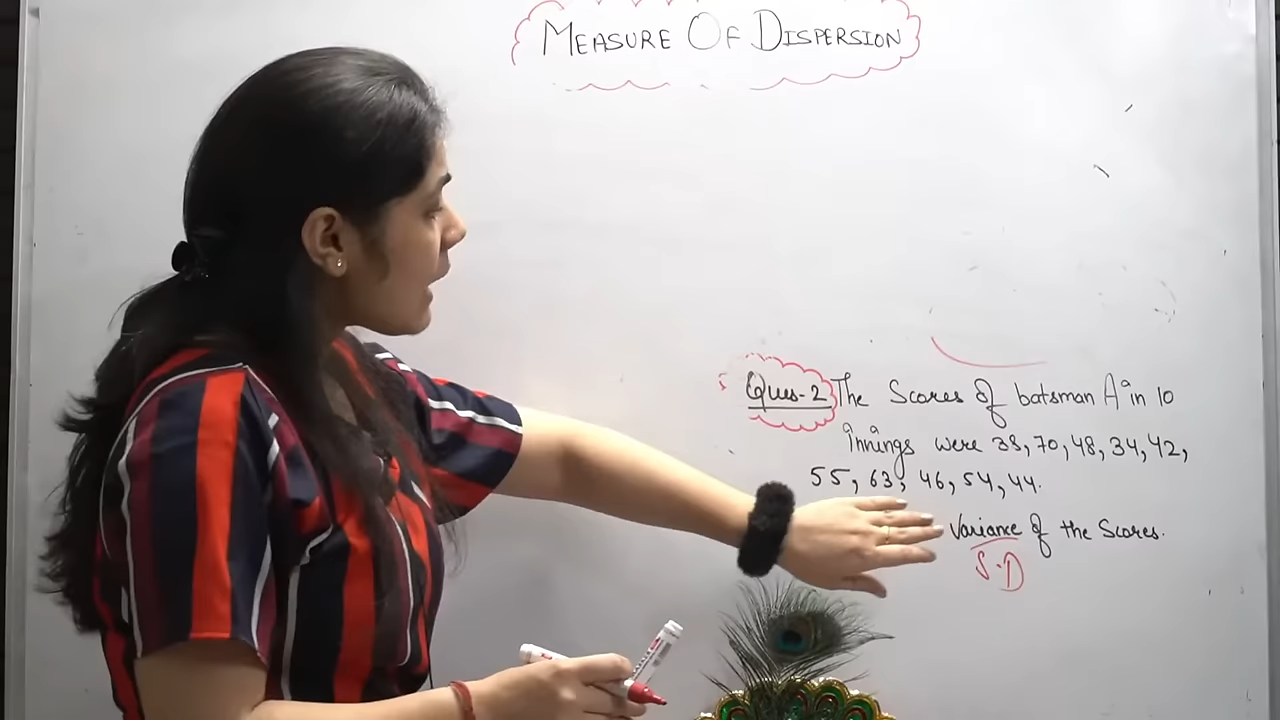 MEASURE OF DISPERSION
Ques-2 The Scores of batsman A in 10
innings were 38, 70, 48, 34, 42,
55, 63, 46, 54, 44.
Variance of the Scores.
S.D